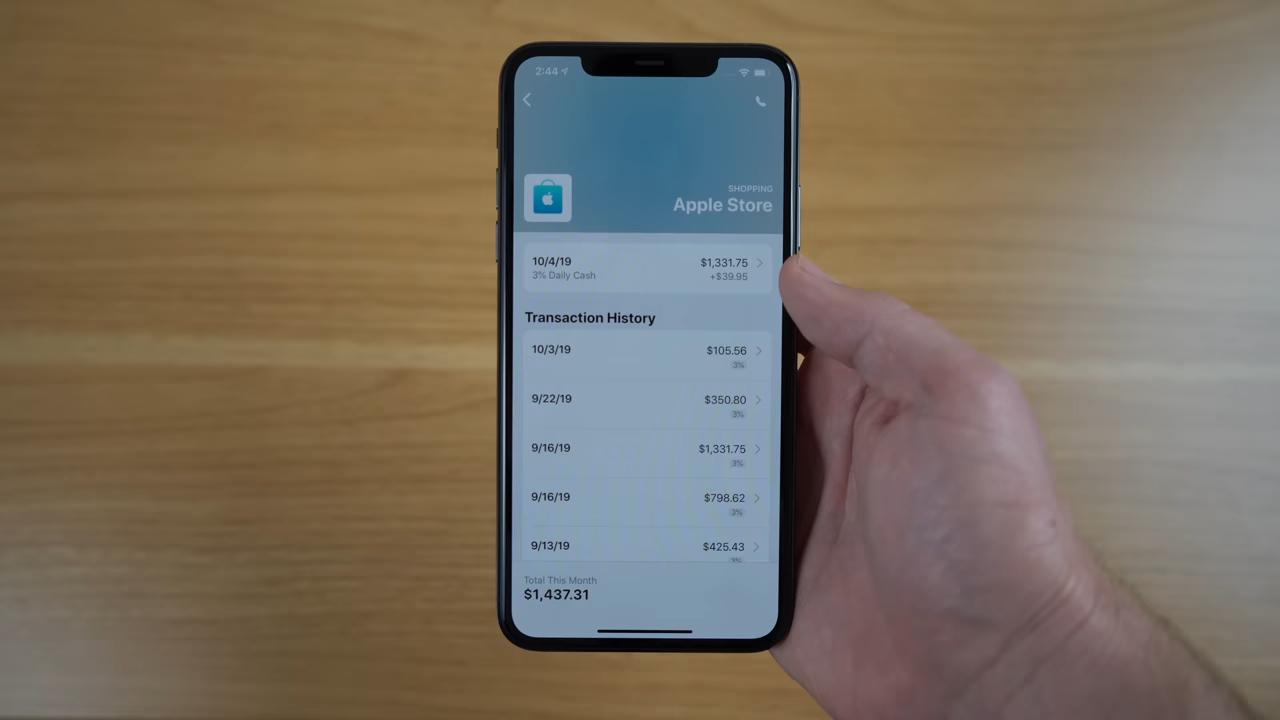 2:44
SHOPPING
Apple Store
10/4/19 $1,331.75
3% Daily Cash +$39.95
Transaction History
10/3/19 $105.56
3%
9/22/19 $350.80
3%
9/16/19 $1,331.75
3%
9/16/19 $798.62
3%
9/13/19 $425.43
3%
Total This Month
$1,437.31